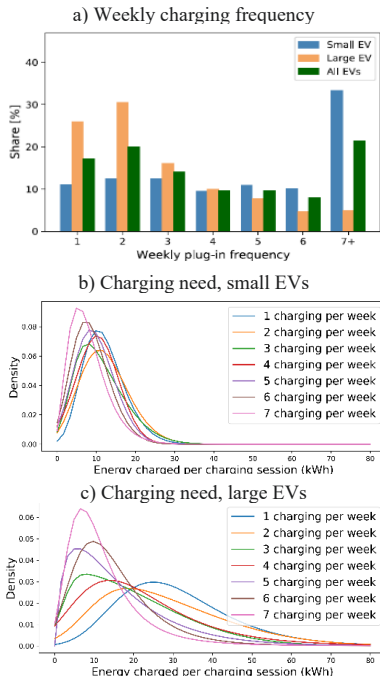 a) Weekly charging frequency
Small EV
Large EV
All EVs
Share [%]
40
30
20
10
0
1 2 3 4 5 6 7+
Weekly plug-in frequency
b) Charging need, small EVs
1 charging per week
2 charging per week
3 charging per week
4 charging per week
5 charging per week
6 charging per week
7 charging per week
Density
0.08
0.06
0.04
0.02
0.00
0 10 20 30 40 50 60 70 80
Energy charged per charging session (kWh)
c) Charging need, large EVs
1 charging per week
2 charging per week
3 charging per week
4 charging per week
5 charging per week
6 charging per week
7 charging per week
Density
0.06
0.05
0.04
0.03
0.02
0.01
0.00
0 10 20 30 40 50 60 70 80
Energy charged per charging session (kWh)